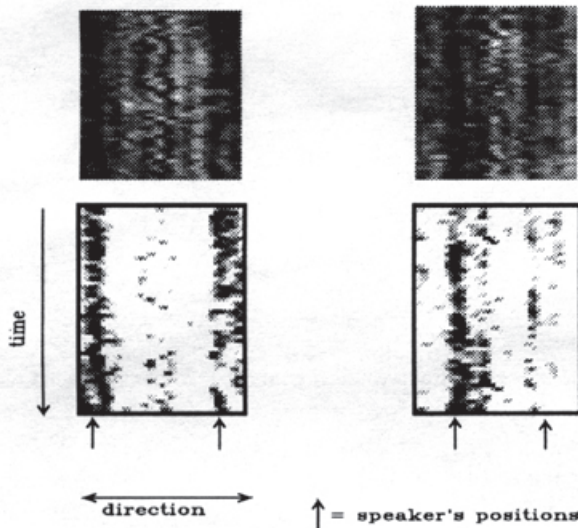 time
direction
= speaker's positions